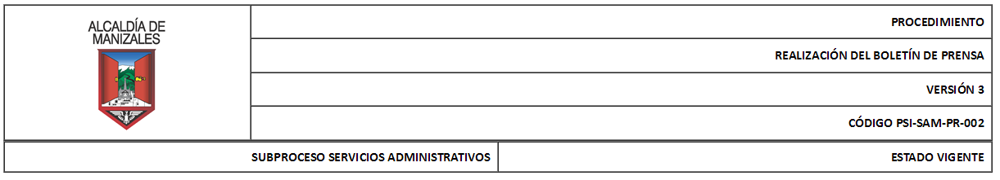 ALCALDÍA DE
MANIZALES
PROCEDIMIENTO
REALIZACIÓN DEL BOLETÍN DE PRENSA
VERSIÓN 3
CÓDIGO PSI-SAM-PR-002
SUBPROCESO SERVICIOS ADMINISTRATIVOS
ESTADO VIGENTE